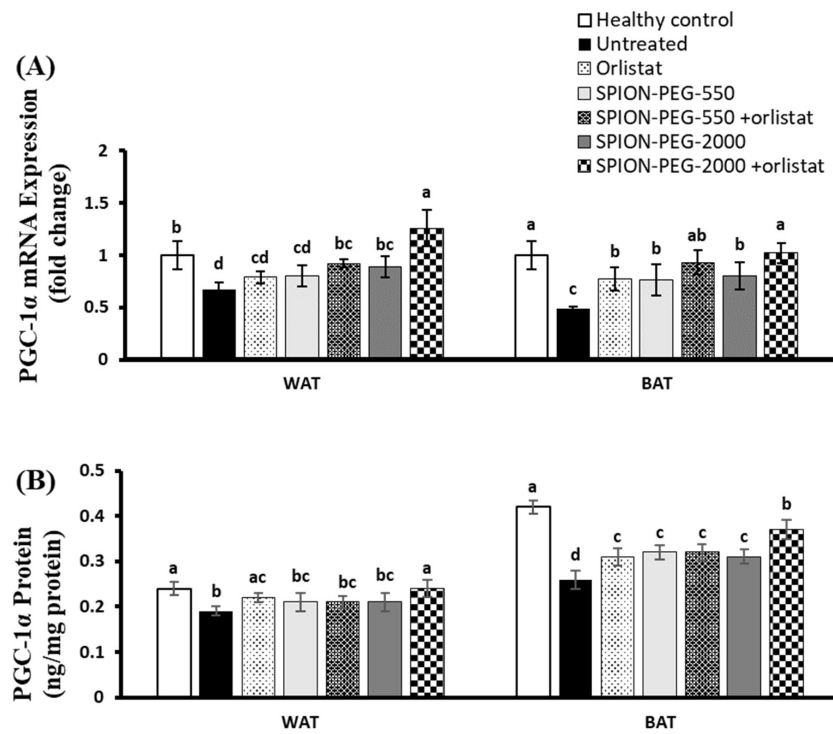 Healthy control
Untreated
Orlistat
SPION-PEG-550
SPION-PEG-550 +orlistat
SPION-PEG-2000
SPION-PEG-2000 +orlistat
(A)
PGC-1α mRNA Expression
(fold change)
2
1.5
1
0.5
0
b d cd cd bc bc a
a c b b ab b a
WAT BAT
(B)
PGC-1α Protein
(ng/mg protein)
0.5
0.4
0.3
0.2
0.1
0
a b ac bc bc bc a
a d c c c c b
WAT BAT